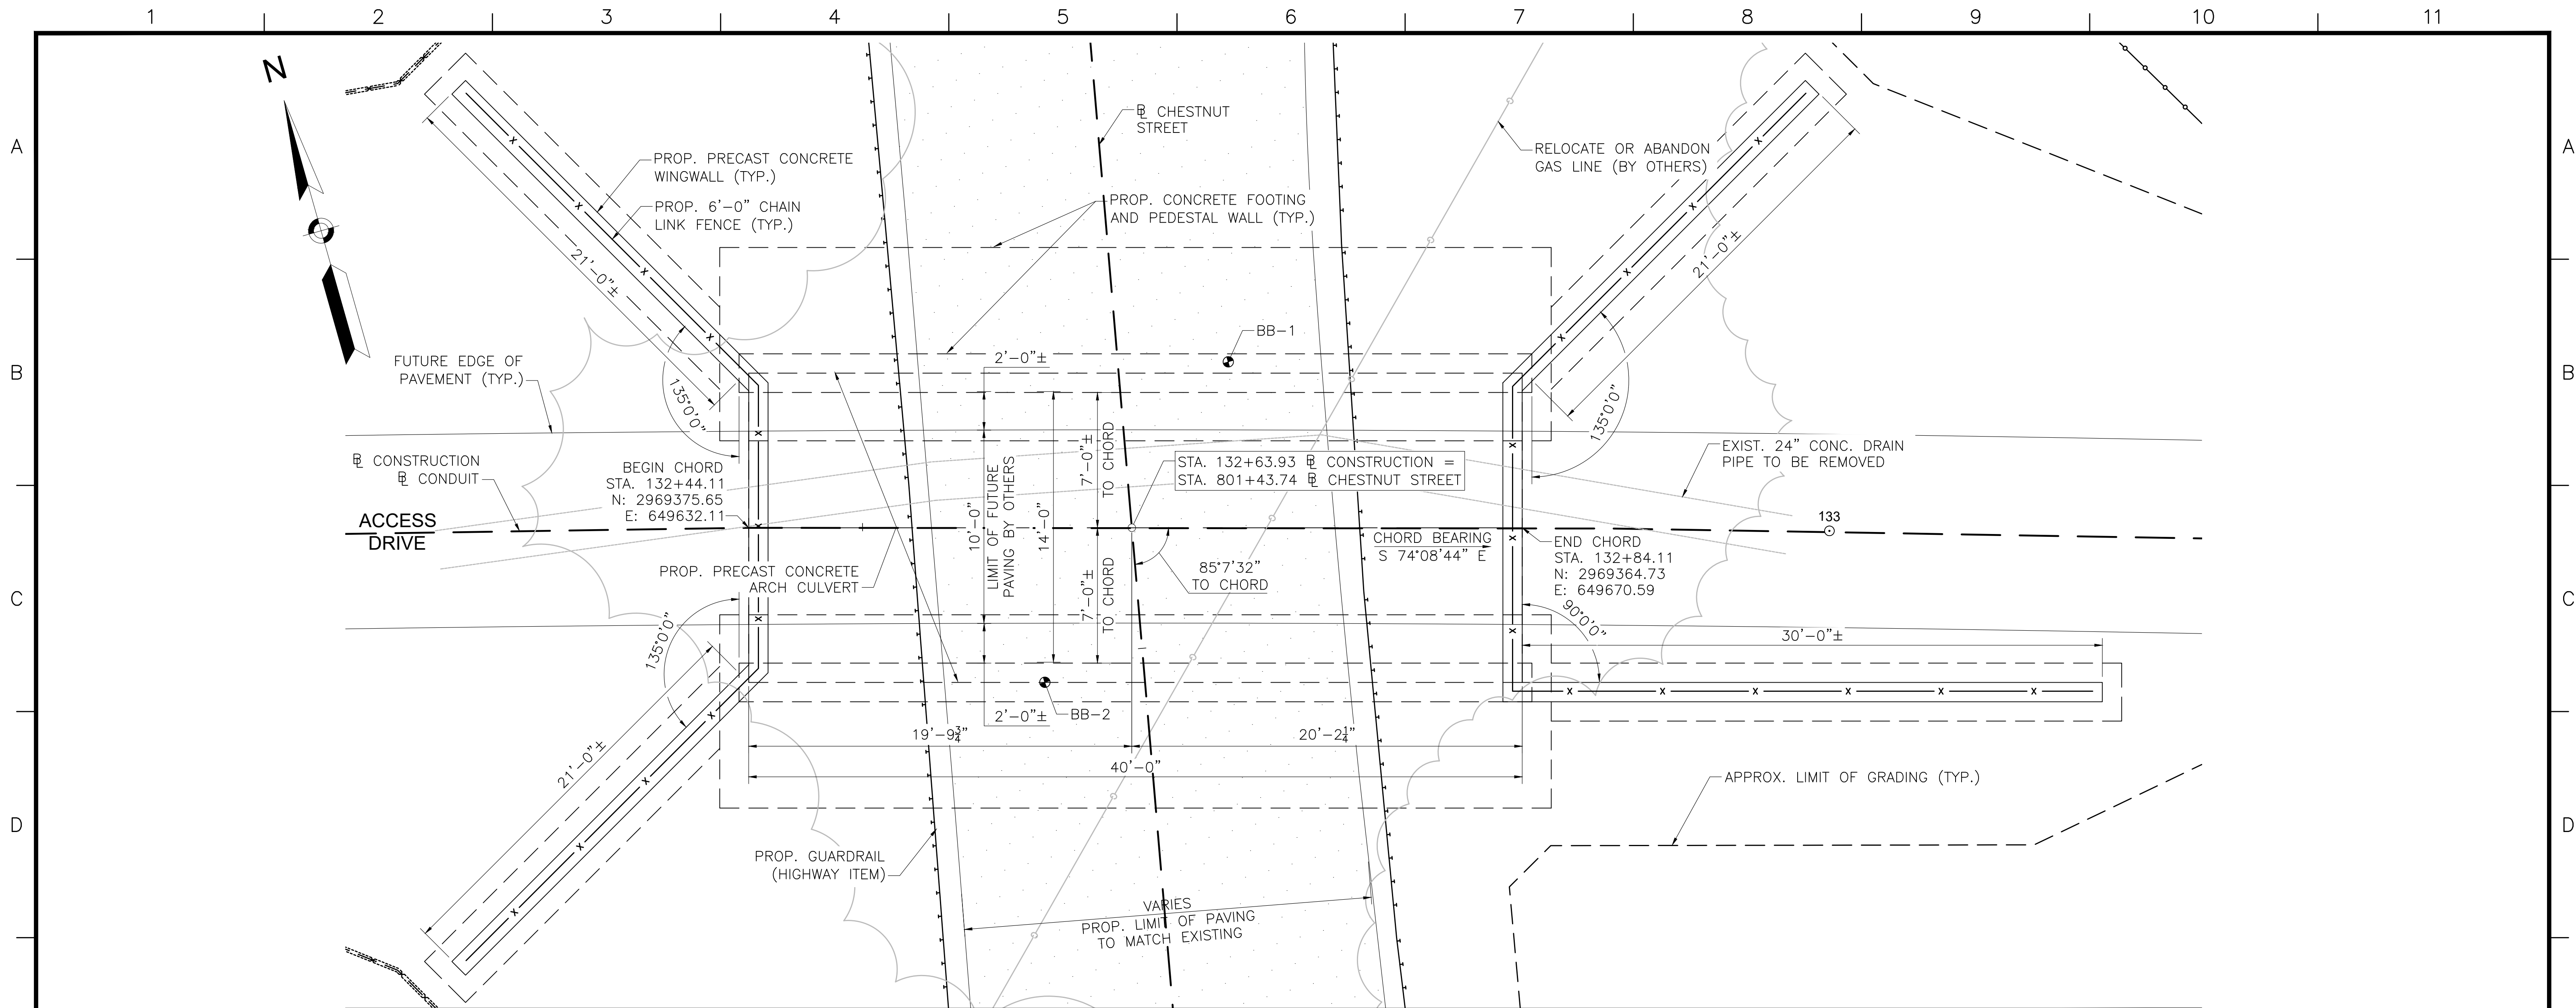 1 2 3 4 5 6 7 8 9 10 11
N
℄ CHESTNUT
STREET
A
PROP. PRECAST CONCRETE
WINGWALL (TYP.)
RELOCATE OR ABANDON
GAS LINE (BY OTHERS)
A
PROP. 6'-0" CHAIN
LINK FENCE (TYP.)
PROP. CONCRETE FOOTING
AND PEDESTAL WALL (TYP.)
21'-0"±
21'-0"±
BB-1
FUTURE EDGE OF
PAVEMENT (TYP.)
B
2'-0"±
B
135°0'0"
135°0'0"
7'-0"±
TO CHORD
EXIST. 24" CONC. DRAIN
PIPE TO BE REMOVED
℄ CONSTRUCTION
℄ CONDUIT
BEGIN CHORD
STA. 132+44.11
N: 2969375.65
E: 649632.11
STA. 132+63.93 ℄ CONSTRUCTION =
STA. 801+43.74 ℄ CHESTNUT STREET
10'-0"
LIMIT OF FUTURE
PAVING BY OTHERS
14'-0"
ACCESS
DRIVE
133
CHORD BEARING
S 74°08'44" E
END CHORD
STA. 132+84.11
N: 2969364.73
E: 649670.59
PROP. PRECAST CONCRETE
ARCH CULVERT
85°7'32"
TO CHORD
7'-0"±
TO CHORD
C
C
135°0'0"
90°0'0"
30'-0"±
2'-0"±
BB-2
19'-9¾"
20'-2¼"
40'-0"
21'-0"±
APPROX. LIMIT OF GRADING (TYP.)
D
D
PROP. GUARDRAIL
(HIGHWAY ITEM)
VARIES
PROP. LIMIT OF PAVING
TO MATCH EXISTING